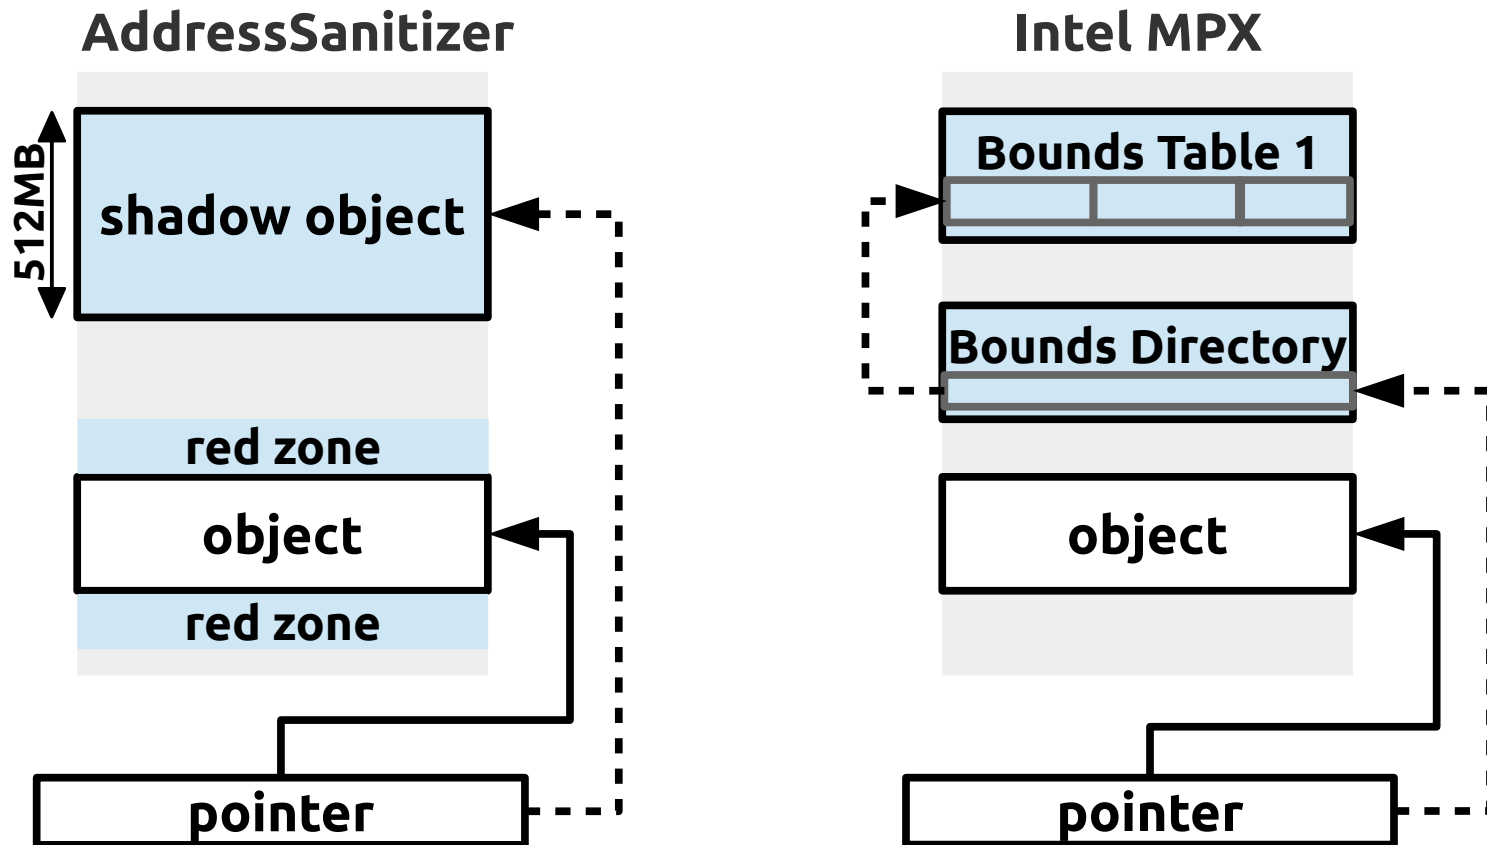 AddressSanitizer
512MB
shadow object
red zone
object
red zone
pointer
Intel MPX
Bounds Table 1
Bounds Directory
object
pointer